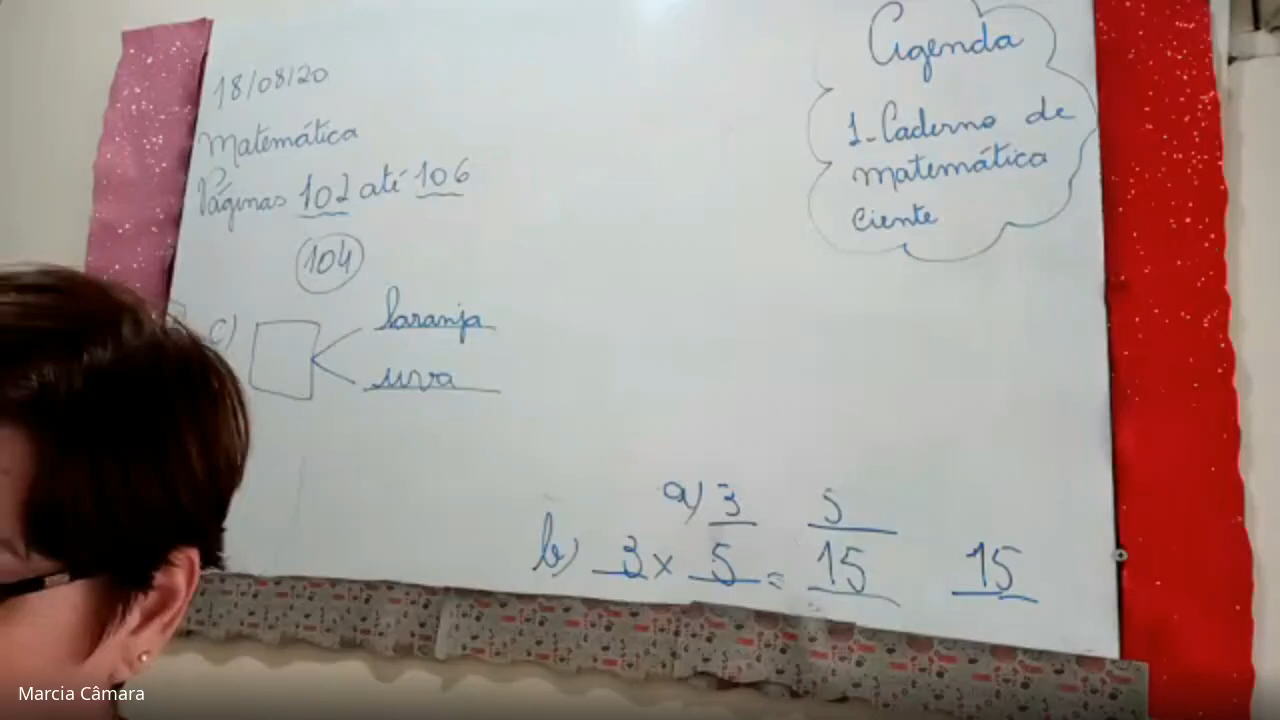 18/08/20
Matemática
Páginas 102 até 106
104
c)
laranja
uva
Agenda
1-Caderno de
matemática
ciente
a) 3 5
b) 3 x 5 = 15 15
Marcia Câmara